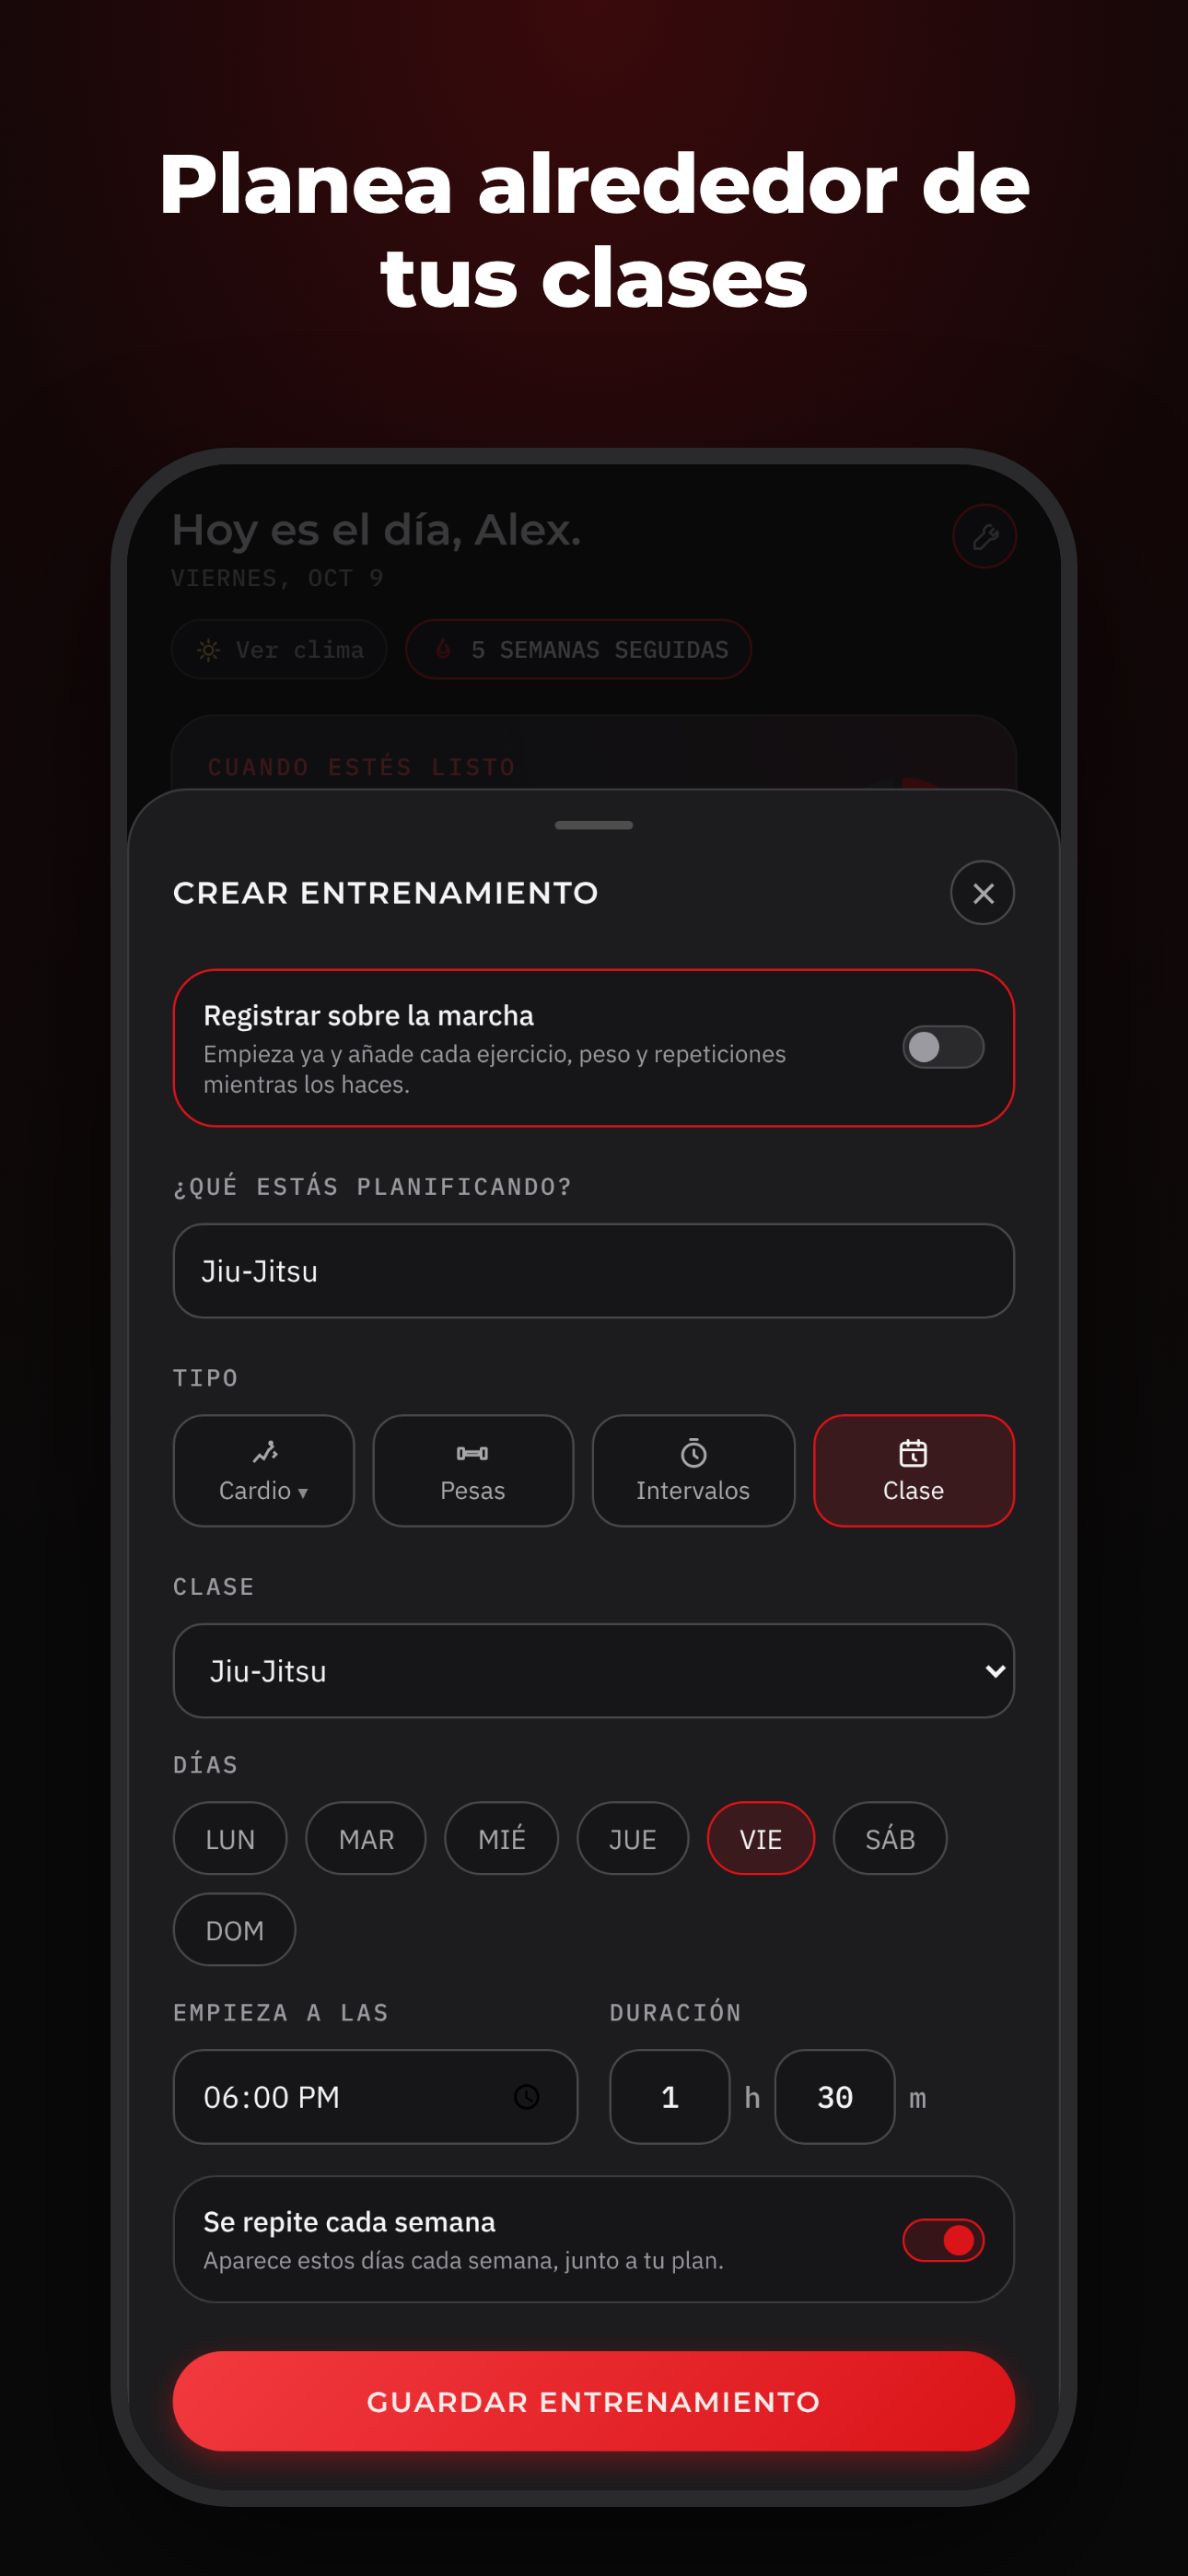 Planea alrededor de
tus clases
Hoy es el día, Alex.
VIERNES, OCT 9
Ver clima
5 SEMANAS SEGUIDAS
CUANDO ESTÉS LISTO
CREAR ENTRENAMIENTO
Registrar sobre la marcha
Empieza ya y añade cada ejercicio, peso y repeticiones
mientras los haces.
¿QUÉ ESTÁS PLANIFICANDO?
Jiu-Jitsu
TIPO
Cardio ▾
Pesas
Intervalos
Clase
CLASE
Jiu-Jitsu
DÍAS
LUN MAR MIÉ JUE VIE SÁB
DOM
EMPIEZA A LAS
DURACIÓN
06:00 PM
1 h 30 m
Se repite cada semana
Aparece estos días cada semana, junto a tu plan.
GUARDAR ENTRENAMIENTO